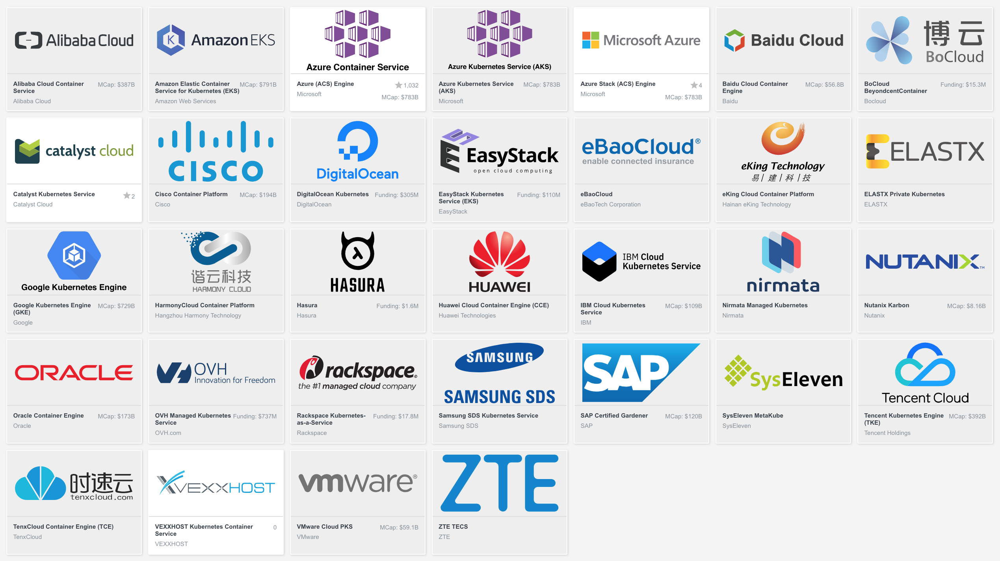 Alibaba Cloud
Alibaba Cloud Container
Service
MCap: $387B
Alibaba Cloud
K
Amazon EKS
Amazon Elastic Container
Service for Kubernetes (EKS)
MCap: $791B
Amazon Web Services
Azure Container Service
Azure (ACS) Engine
★1,032
Microsoft
MCap: $783B
Azure Kubernetes Service (AKS)
Azure Kubernetes Service
(AKS)
MCap: $783B
Microsoft
Microsoft Azure
Azure Stack (ACS) Engine
★4
Microsoft
MCap: $783B
Baidu Cloud
Baidu Cloud Container
Engine
MCap: $56.8B
Baidu
博云
BoCloud
BoCloud
BeyondcentContainer
Funding: $15.3M
Bocloud
catalyst cloud
Catalyst Kubernetes Service
★2
Catalyst Cloud
CISCO
Cisco Container Platform
MCap: $194B
Cisco
DigitalOcean
DigitalOcean Kubernetes
Funding: $305M
DigitalOcean
EasyStack
open cloud computing
EasyStack Kubernetes
Service (EKS)
Funding: $110M
EasyStack
eBaoCloud®
enable connected insurance
eBaoCloud
eBaoTech Corporation
eKing Technology
易 | 建 | 科 | 技
eKing Cloud Container Platform
Hainan eKing Technology
ELASTX
ELASTX Private Kubernetes
ELASTX
Google Kubernetes Engine
Google Kubernetes Engine
(GKE)
MCap: $729B
Google
谐云科技
HARMONY CLOUD
HarmonyCloud Container Platform
Hangzhou Harmony Technology
HASURA
Hasura
Funding: $1.6M
Hasura
HUAWEI
Huawei Cloud Container Engine (CCE)
Huawei Technologies
IBM Cloud
Kubernetes Service
IBM Cloud Kubernetes
Service
MCap: $109B
IBM
nirmata
Nirmata Managed Kubernetes
Nirmata
NUTANIX™
Nutanix Karbon
MCap: $8.16B
Nutanix
ORACLE
Oracle Container Engine
MCap: $173B
Oracle
OVH
Innovation for Freedom
OVH Managed Kubernetes
Service
Funding: $737M
OVH.com
rackspace®
the #1 managed cloud company
Rackspace Kubernetes-
as-a-Service
Funding: $17.8M
Rackspace
SAMSUNG
SAMSUNG SDS
Samsung SDS Kubernetes Service
Samsung SDS
SAP
SAP Certified Gardener
MCap: $120B
SAP
SysEleven
SysEleven MetaKube
SysEleven
Tencent Cloud
Tencent Kubernetes Engine
(TKE)
MCap: $392B
Tencent Holdings
时速云
tenxcloud.com
TenxCloud Container Engine (TCE)
TenxCloud
VEXXHOST
VEXXHOST Kubernetes Container
Service
0
VEXXHOST
vmware®
VMware Cloud PKS
MCap: $59.1B
VMware
ZTE
ZTE TECS
ZTE